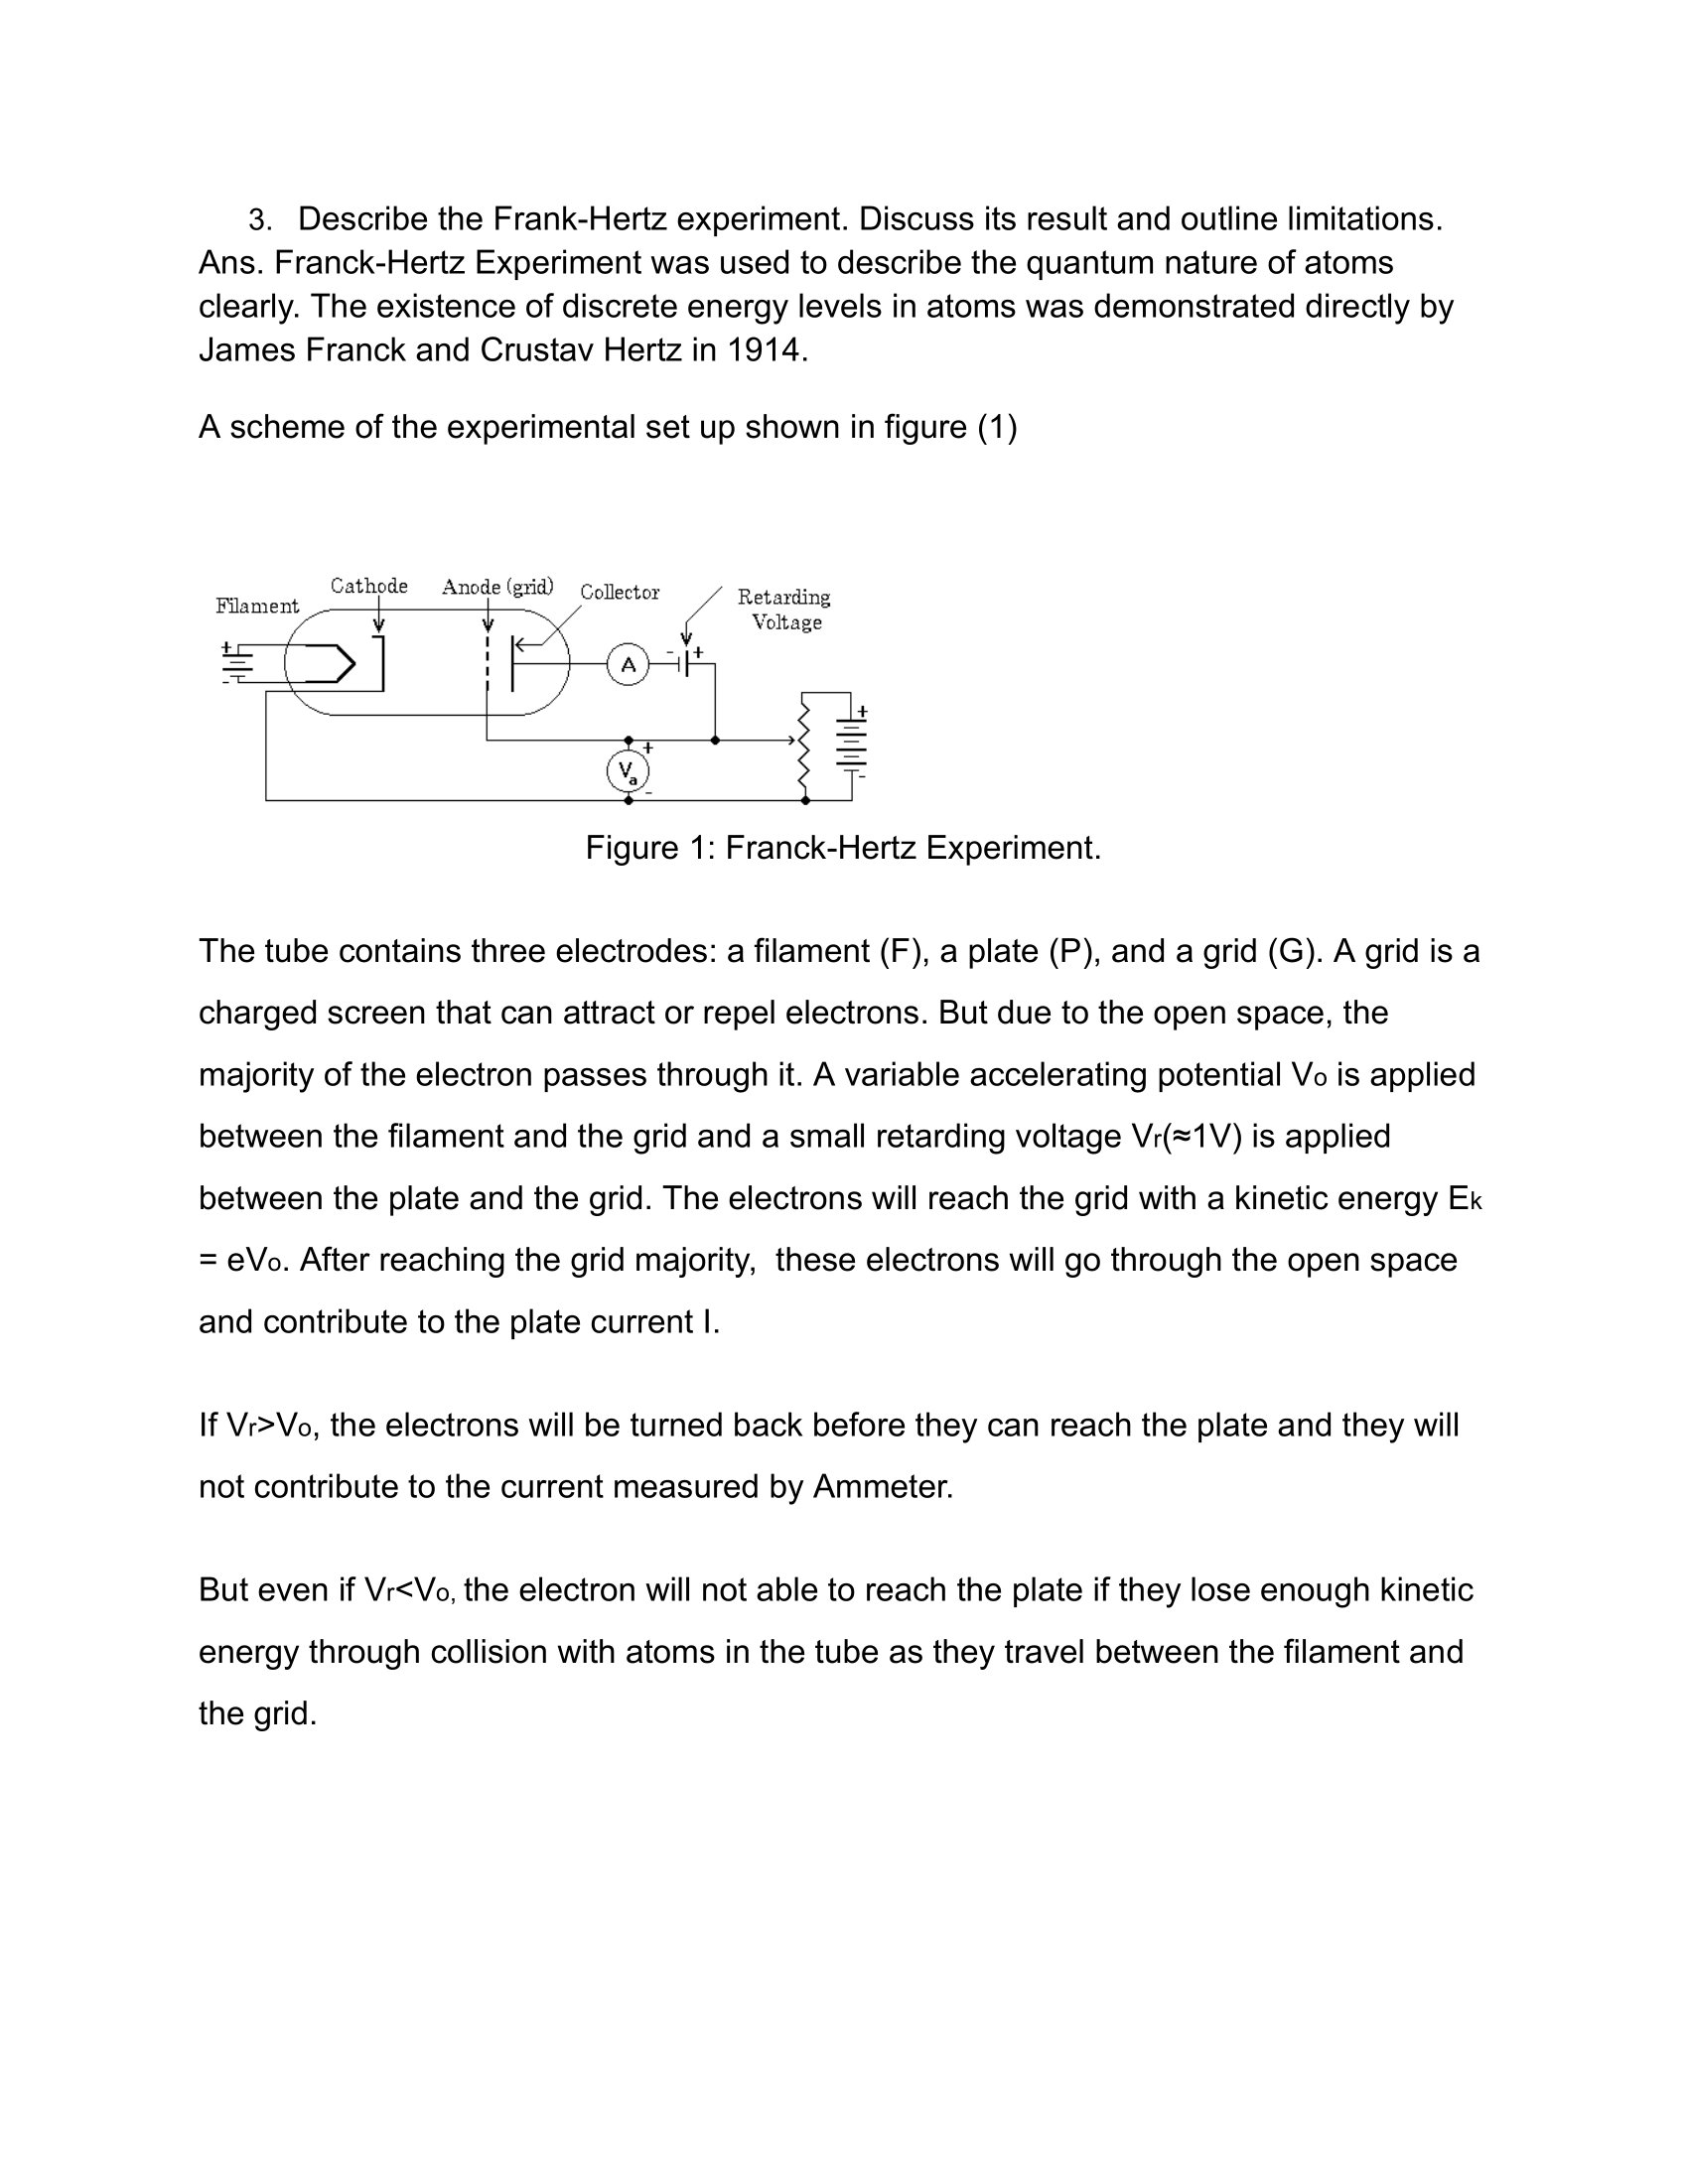 3. Describe the Frank-Hertz experiment. Discuss its result and outline limitations.
Ans. Franck-Hertz Experiment was used to describe the quantum nature of atoms
clearly. The existence of discrete energy levels in atoms was demonstrated directly by
James Franck and Crustav Hertz in 1914.
A scheme of the experimental set up shown in figure (1)
Cathode Anode (grid) Collector Retarding
Filament Voltage
+ - + A
-
+
+ V a
- -
Figure 1: Franck-Hertz Experiment.
The tube contains three electrodes: a filament (F), a plate (P), and a grid (G). A grid is a
charged screen that can attract or repel electrons. But due to the open space, the
majority of the electron passes through it. A variable accelerating potential Vo is applied
between the filament and the grid and a small retarding voltage Vr(≈1V) is applied
between the plate and the grid. The electrons will reach the grid with a kinetic energy Ek
= eVo. After reaching the grid majority,  these electrons will go through the open space
and contribute to the plate current I.
If Vr>Vo, the electrons will be turned back before they can reach the plate and they will
not contribute to the current measured by Ammeter.
But even if Vr<Vo, the electron will not able to reach the plate if they lose enough kinetic
energy through collision with atoms in the tube as they travel between the filament and
the grid.